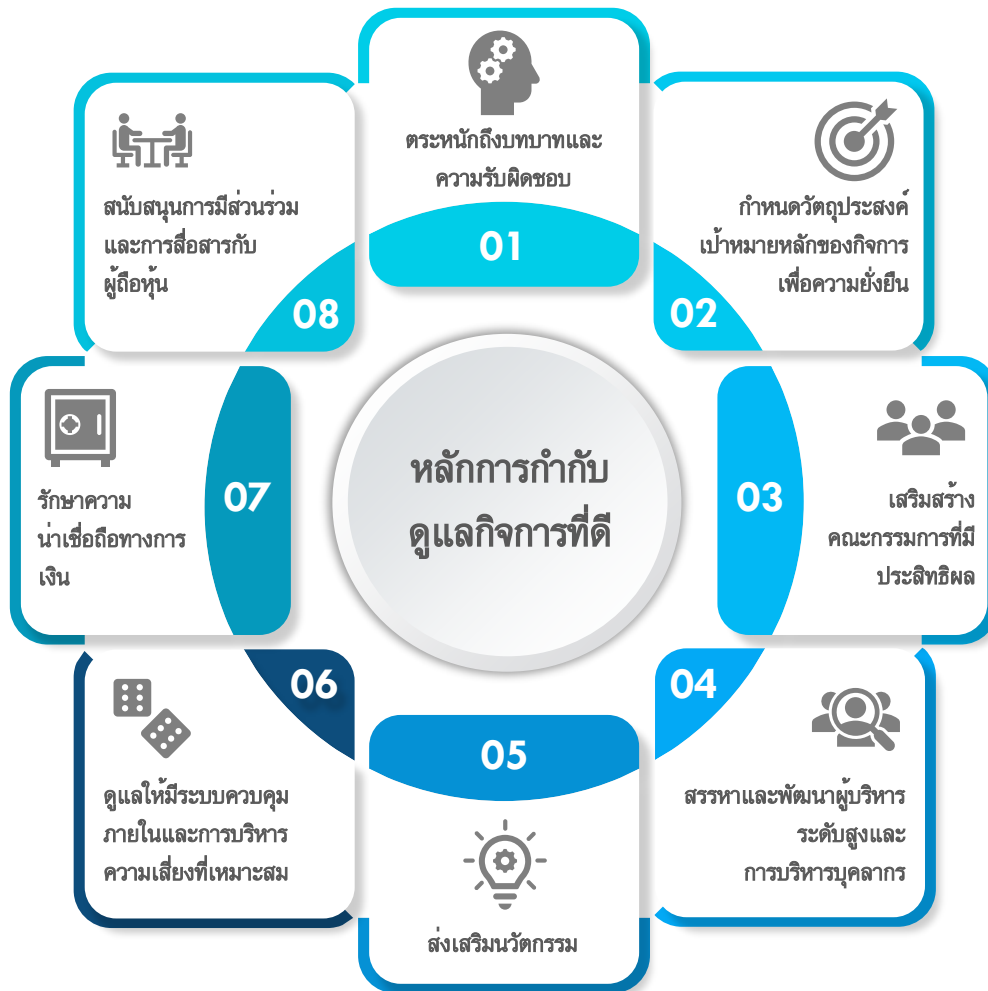 หลักการกำกับ
ดูแลกิจการที่ดี
ตระหนักถึงบทบาทและ
ความรับผิดชอบ
01
กำหนดวัตถุประสงค์
เป้าหมายหลักของกิจการ
เพื่อความยั่งยืน
02
03
เสริมสร้าง
คณะกรรมการที่มี
ประสิทธิผล
04
สรรหาและพัฒนาผู้บริหาร
ระดับสูงและ
การบริหารบุคลากร
05
ส่งเสริมนวัตกรรม
06
ดูแลให้มีระบบควบคุม
ภายในและการบริหาร
ความเสี่ยงที่เหมาะสม
07
รักษาความ
น่าเชื่อถือทางการ
เงิน
สนับสนุนการมีส่วนร่วม
และการสื่อสารกับ
ผู้ถือหุ้น
08